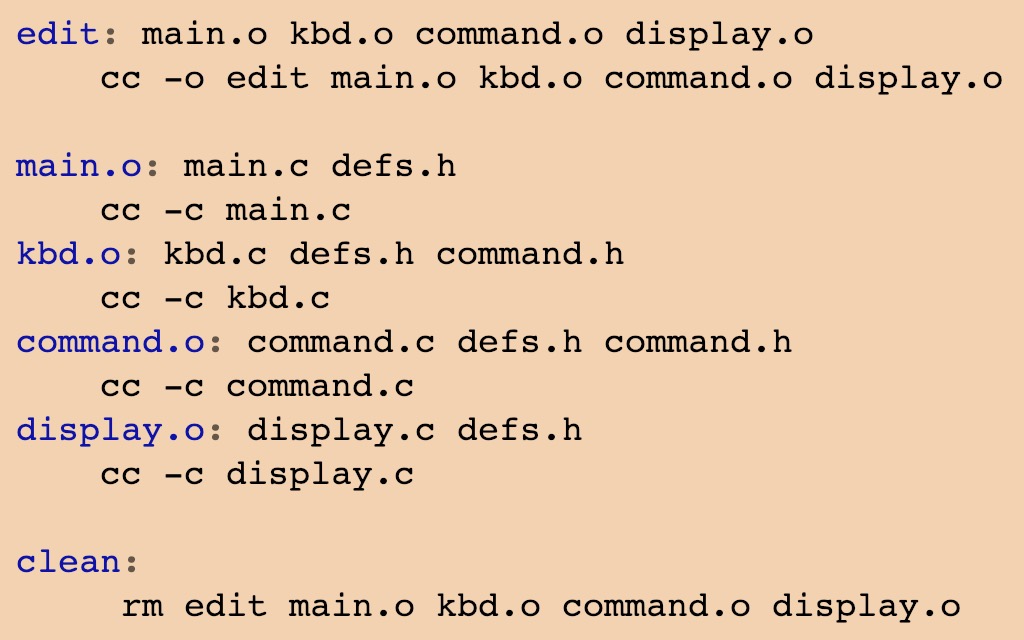 edit: main.o kbd.o command.o display.o
    cc -o edit main.o kbd.o command.o display.o

main.o: main.c defs.h
    cc -c main.c
kbd.o: kbd.c defs.h command.h
    cc -c kbd.c
command.o: command.c defs.h command.h
    cc -c command.c
display.o: display.c defs.h
    cc -c display.c

clean:
     rm edit main.o kbd.o command.o display.o